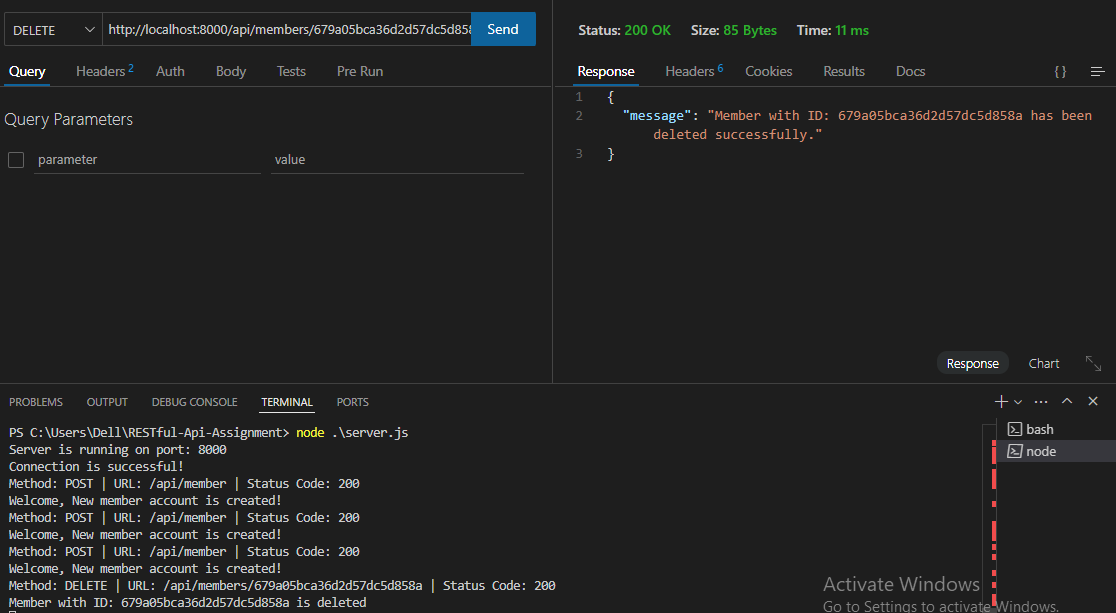 DELETE
http://localhost:8000/api/members/679a05bca36d2d57dc5d85
Send
Status: 200 OK Size: 85 Bytes Time: 11 ms
Query Headers 2 Auth Body Tests Pre Run
Response Headers 6 Cookies Results Docs { }
Query Parameters
parameter value
1 {
2 "message": "Member with ID: 679a05bca36d2d57dc5d858a has been
deleted successfully."
3 }
Response Chart
PROBLEMS OUTPUT DEBUG CONSOLE TERMINAL PORTS
PS C:\Users\Dell\RESTful-Api-Assignment> node .\server.js
Server is running on port: 8000
Connection is successful!
Method: POST | URL: /api/member | Status Code: 200
Welcome, New member account is created!
Method: POST | URL: /api/member | Status Code: 200
Welcome, New member account is created!
Method: POST | URL: /api/member | Status Code: 200
Welcome, New member account is created!
Method: DELETE | URL: /api/members/679a05bca36d2d57dc5d858a | Status Code: 200
Member with ID: 679a05bca36d2d57dc5d858a is deleted
bash
node
Activate Windows
Go to Settings to activate Windows.